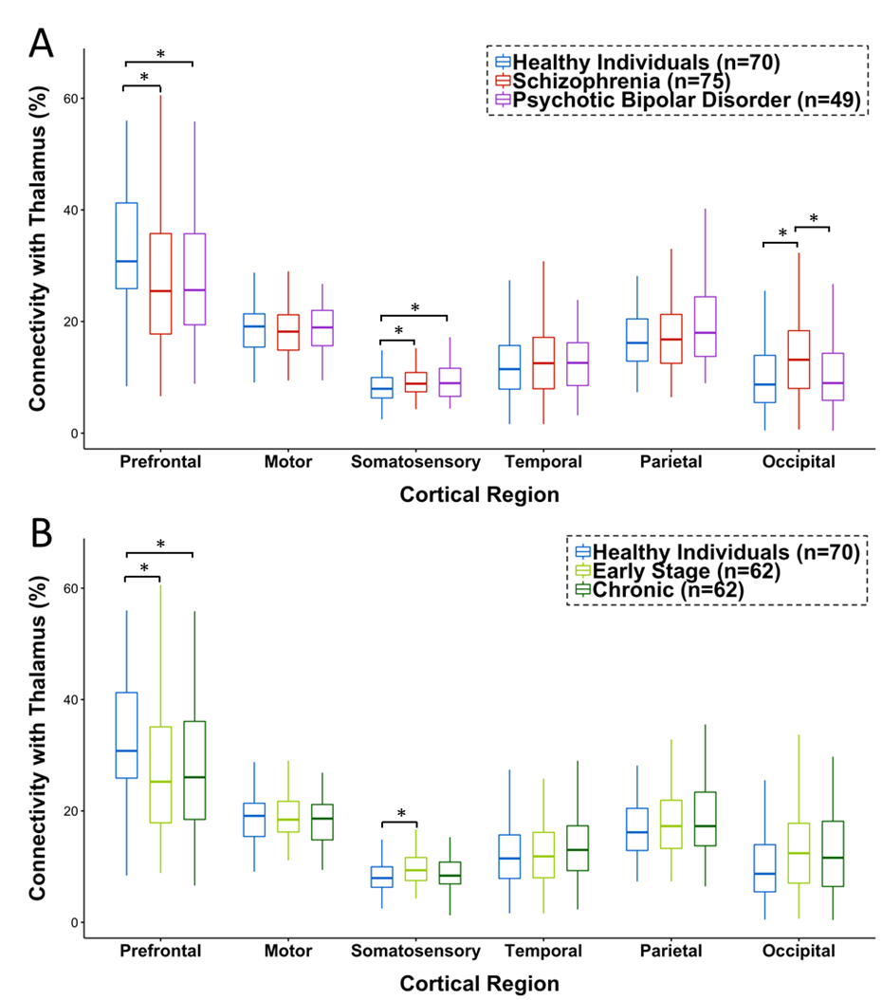 A
* *
Healthy Individuals (n=70)
Schizophrenia (n=75)
Psychotic Bipolar Disorder (n=49)
Connectivity with Thalamus (%)
60
40
20
0
* *
* *
Prefrontal Motor Somatosensory Temporal Parietal Occipital
Cortical Region
B
* *
Healthy Individuals (n=70)
Early Stage (n=62)
Chronic (n=62)
Connectivity with Thalamus (%)
60
40
20
0
*
Prefrontal Motor Somatosensory Temporal Parietal Occipital
Cortical Region